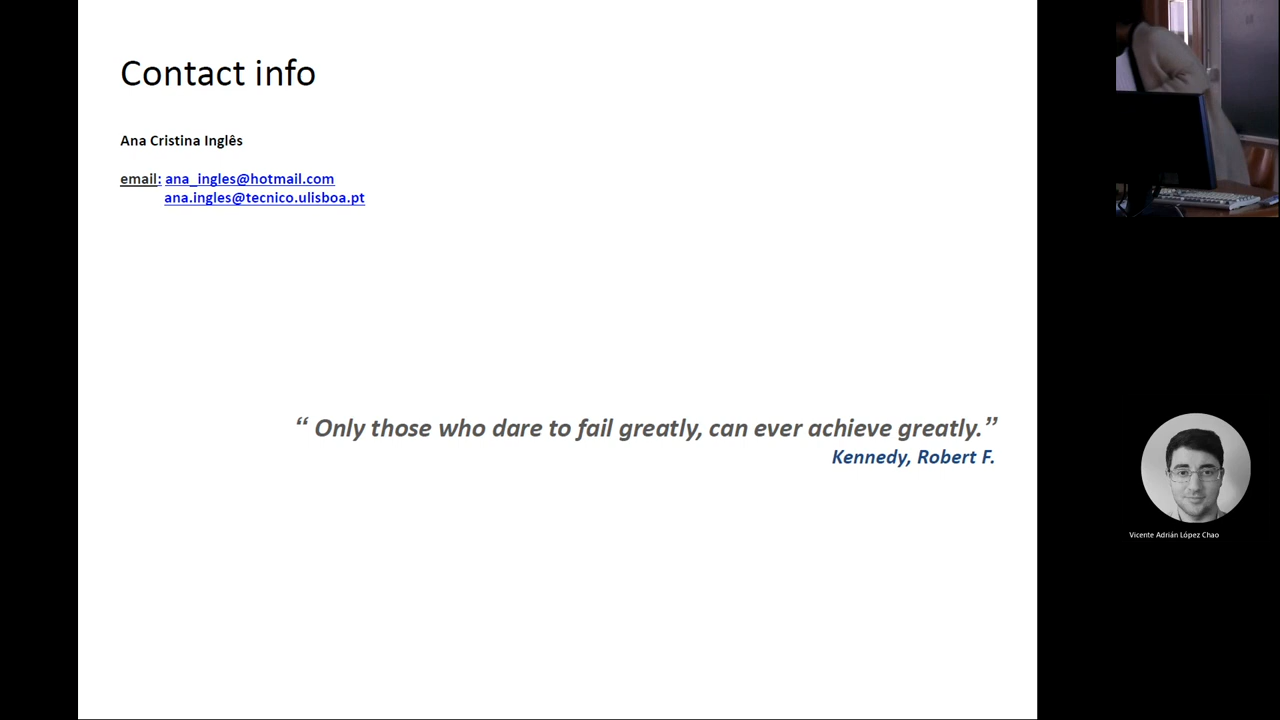 Contact info
Ana Cristina Inglês
email: ana_ingles@hotmail.com
ana.ingles@tecnico.ulisboa.pt
“ Only those who dare to fail greatly, can ever achieve greatly.”
Kennedy, Robert F.
Vicente Adrián López Chao